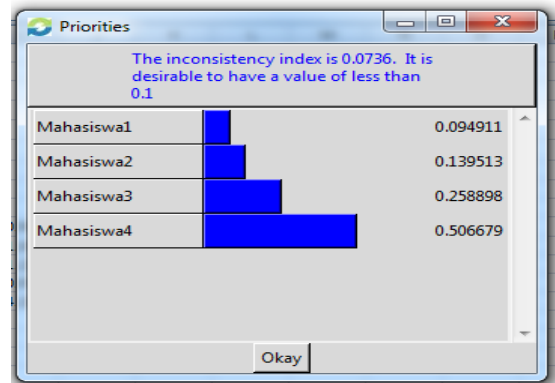 Priorities
The inconsistency index is 0.0736. It is
desirable to have a value of less than
0.1
Mahasiswa1 0.094911
Mahasiswa2 0.139513
Mahasiswa3 0.258898
Mahasiswa4 0.506679
Okay